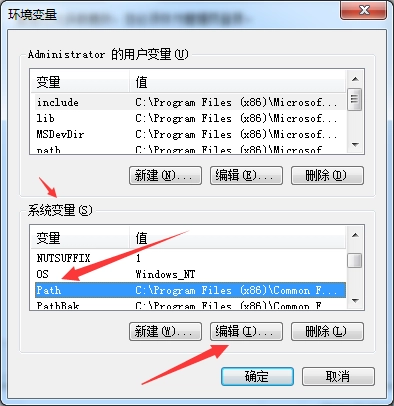 环境变量
Administrator 的用户变量(U)
变量 值
include C:\Program Files (x86)\Microsof...
lib C:\Program Files (x86)\Microsof...
MSDevDir C:\Program Files (x86)\Microsof...
path C:\Program Files (x86)\Microsof...
新建(N)... 编辑(E)... 删除(D)
系统变量(S)
变量 值
NUTSUFFIX 1
OS Windows_NT
Path C:\Program Files (x86)\Common F...
PathBak C:\Program Files (x86)\Common F...
新建(W)... 编辑(I)... 删除(L)
确定 取消